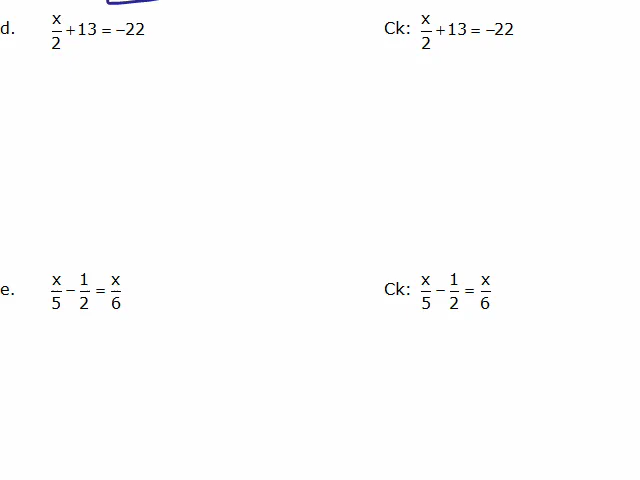 d. x/2 + 13 = –22 Ck: x/2 + 13 = –22
e. x/5 – 1/2 = x/6 Ck: x/5 – 1/2 = x/6